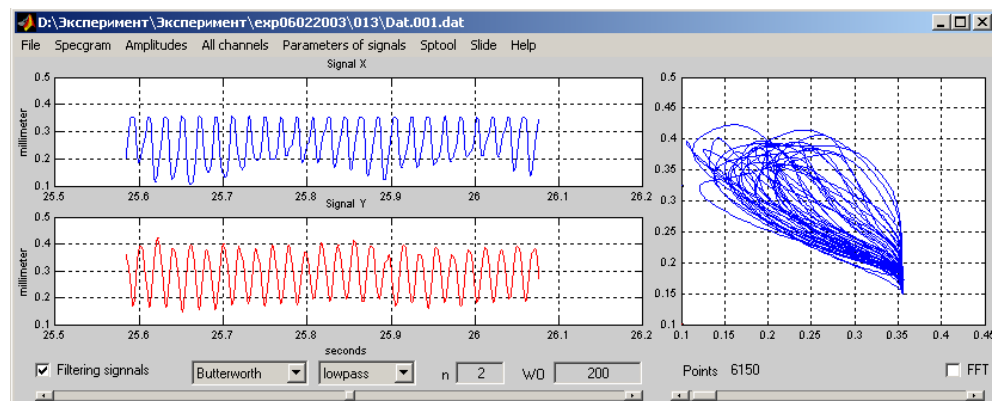 D:\Эксперимент\Эксперимент\exp06022003\013\Dat.001.dat
File Specgram Amplitudes All channels Parameters of signals Sptool Slide Help
Signal X
millimeter
0.5
0.4
0.3
0.2
0.1
25.5 25.6 25.7 25.8 25.9 26 26.1 26.2
Signal Y
millimeter
0.5
0.4
0.3
0.2
0.1
25.5 25.6 25.7 25.8 25.9 26 26.1 26.2
seconds
0.5
0.45
0.4
0.35
0.3
0.25
0.2
0.15
0.1
0.1 0.15 0.2 0.25 0.3 0.35 0.4 0.45
Filtering signnals Butterworth lowpass n 2 W0 200 Points 6150 FFT